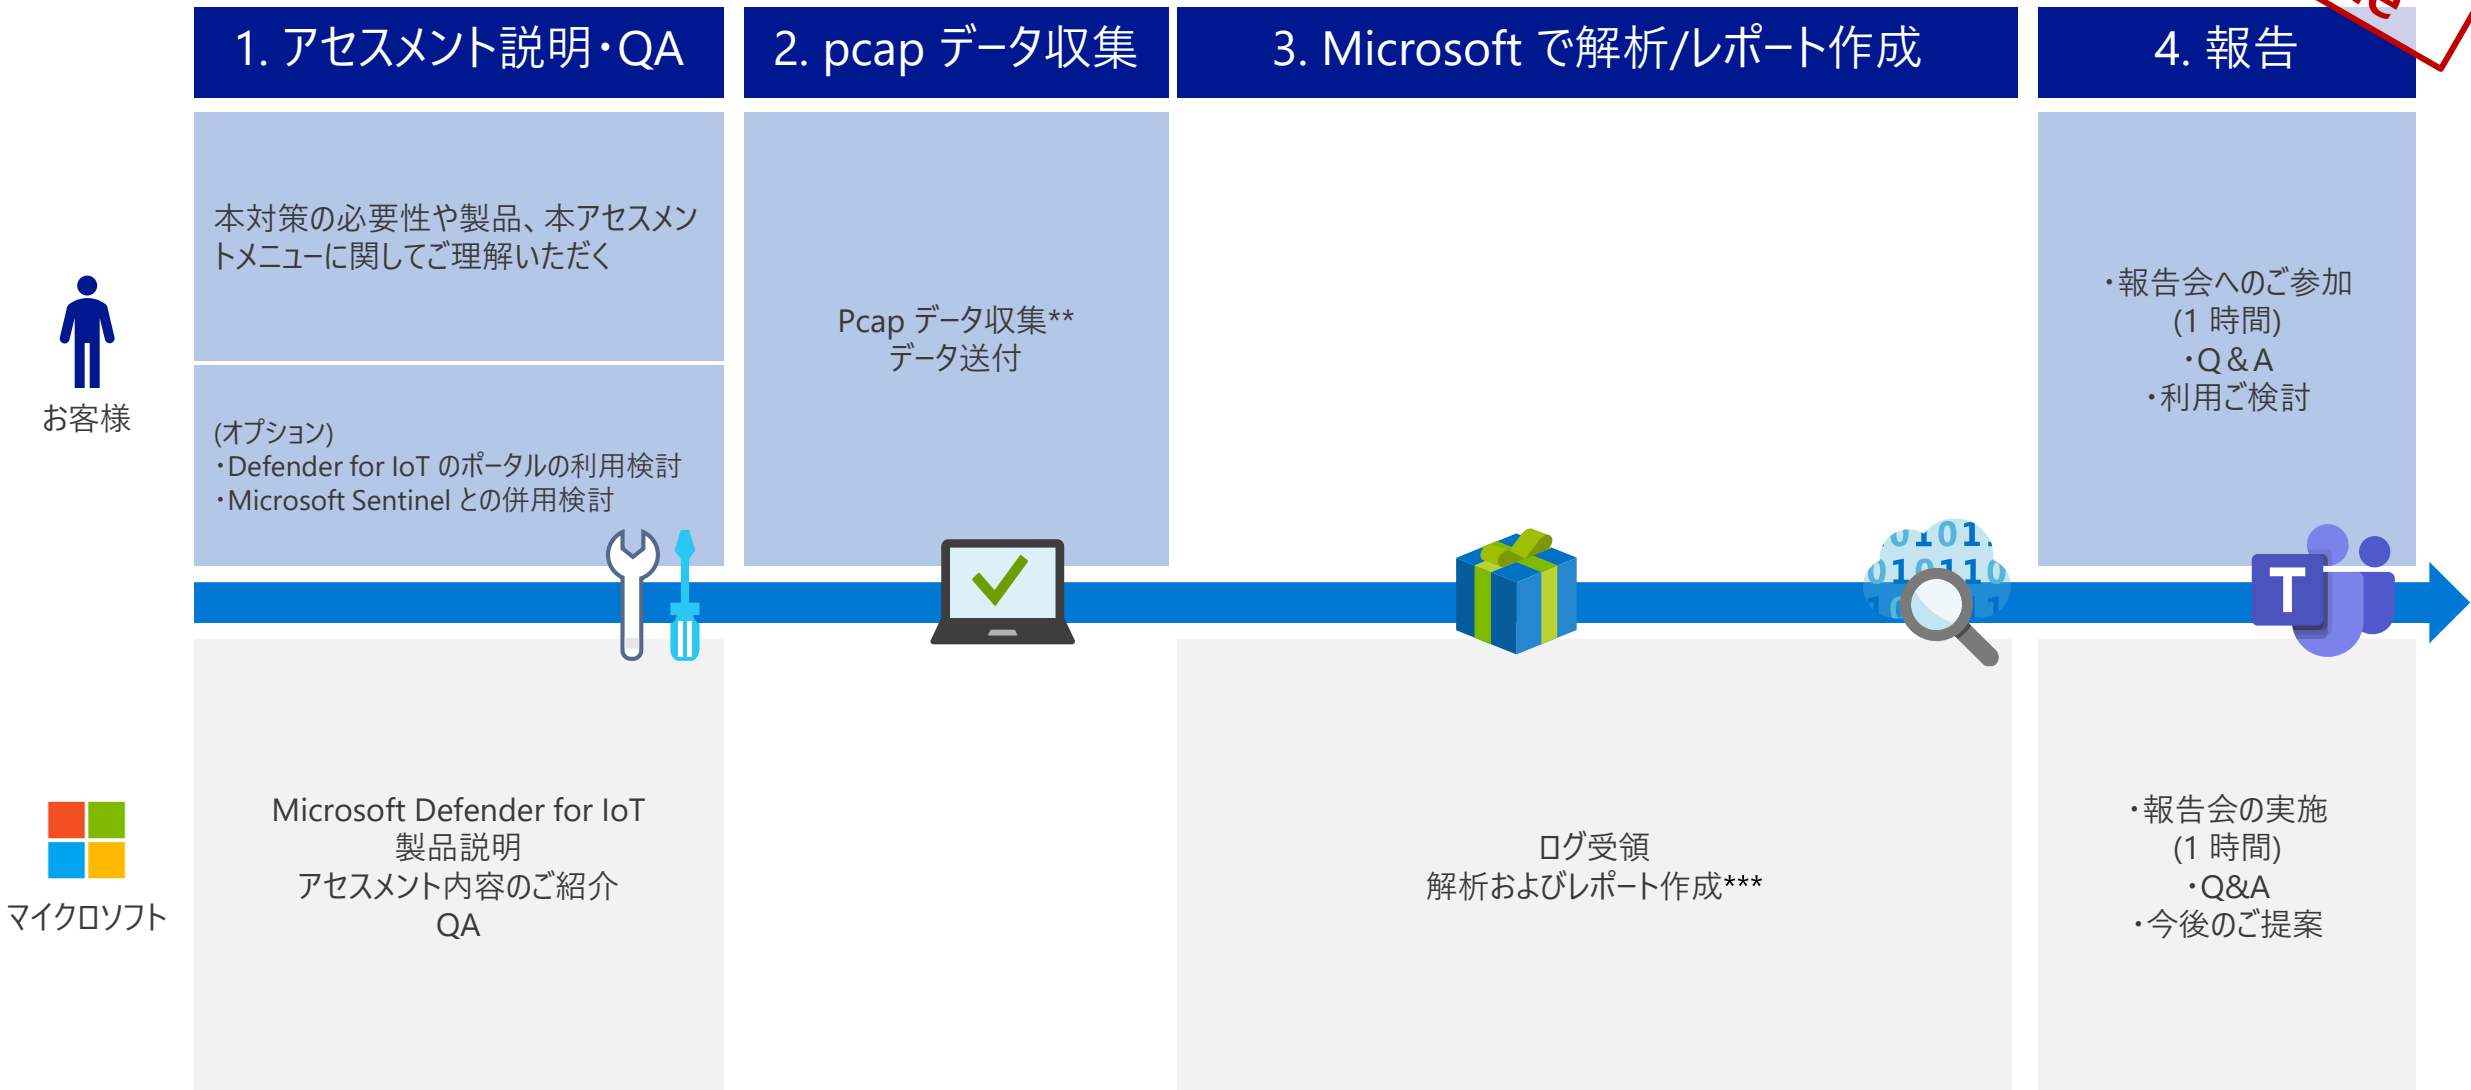 1. アセスメント説明・QA
2. pcap データ収集
3. Microsoft で解析/レポート作成
4. 報告
お客様
本対策の必要性や製品、本アセスメン
トメニューに関してご理解いただく
(オプション)
・Defender for IoT のポータルの利用検討
・Microsoft Sentinel との併用検討
Pcap データ収集**
データ送付
・報告会へのご参加
(1 時間)
・Q＆A
・利用ご検討
T
マイクロソフト
Microsoft Defender for IoT
製品説明
アセスメント内容のご紹介
QA
ログ受領
解析およびレポート作成***
・報告会の実施
(1 時間)
・Q&A
・今後のご提案